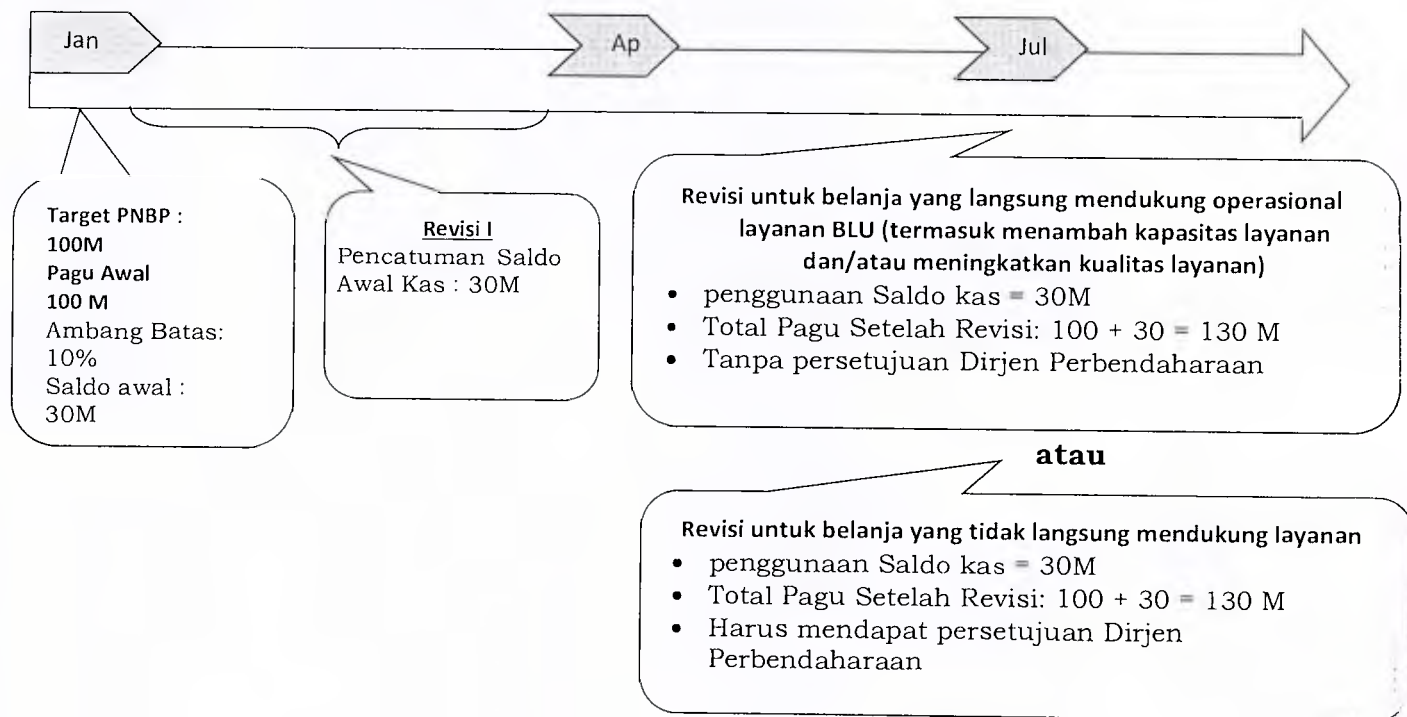 Jan
Ap
Jul
Target PNBP :
100M
Pagu Awal
100 M
Ambang Batas:
10%
Saldo awal :
30M
Revisi I
Pencatuman Saldo
Awal Kas : 30M
Revisi untuk belanja yang langsung mendukung operasional
layanan BLU (termasuk menambah kapasitas layanan
dan/atau meningkatkan kualitas layanan)
• penggunaan Saldo kas = 30M
• Total Pagu Setelah Revisi: 100 + 30 = 130 M
• Tanpa persetujuan Dirjen Perbendaharaan
atau
Revisi untuk belanja yang tidak langsung mendukung layanan
• penggunaan Saldo kas = 30M
• Total Pagu Setelah Revisi: 100 + 30 = 130 M
• Harus mendapat persetujuan Dirjen
Perbendaharaan